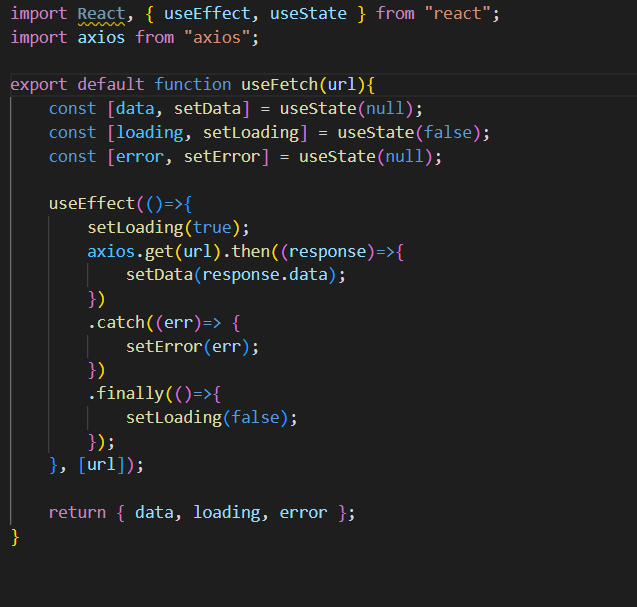 import React, { useEffect, useState } from "react";
import axios from "axios";
export default function useFetch(url){
    const [data, setData] = useState(null);
    const [loading, setLoading] = useState(false);
    const [error, setError] = useState(null);
    useEffect(()=>{
        setLoading(true);
        axios.get(url).then((response)=>{
            setData(response.data);
        })
        .catch((err)=> {
            setError(err);
        })
        .finally(()=>{
            setLoading(false);
        });
    }, [url]);
    return { data, loading, error };
}